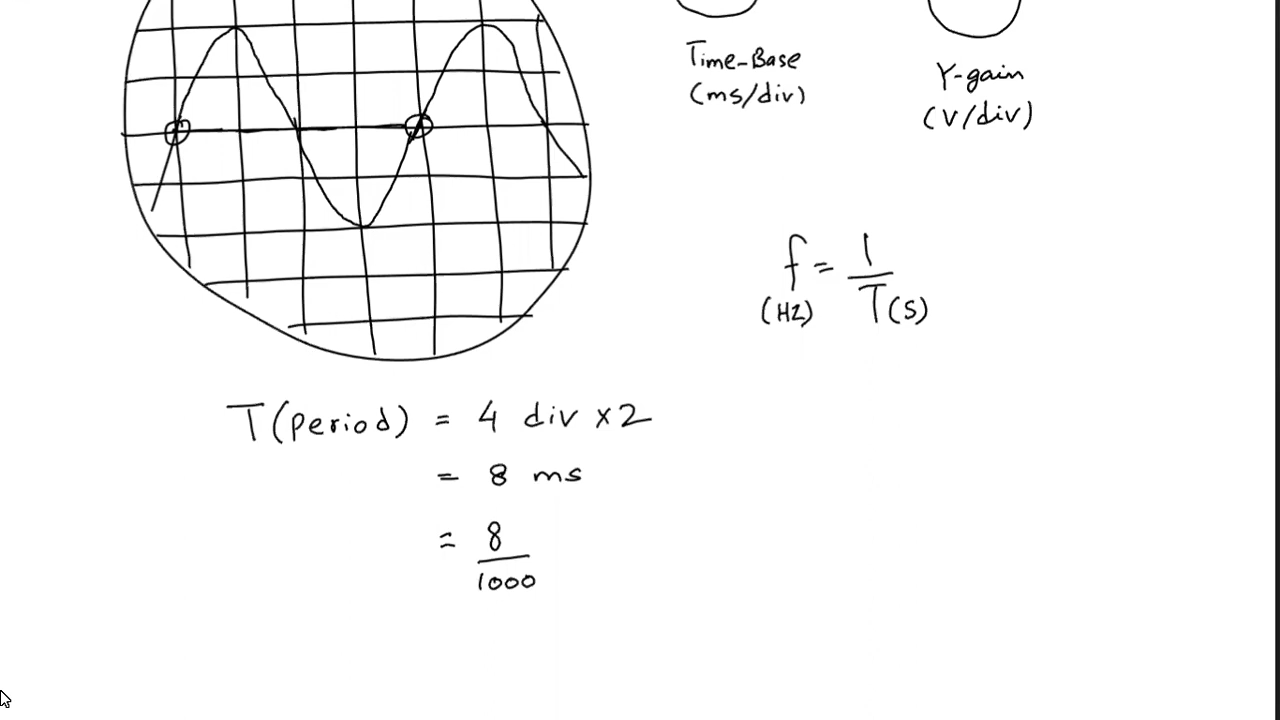 Time-Base
(ms/div)
Y-gain
(V/div)
f = 1/T
(HZ) (S)
T(period) = 4 div ×2
= 8 ms
= 8/1000